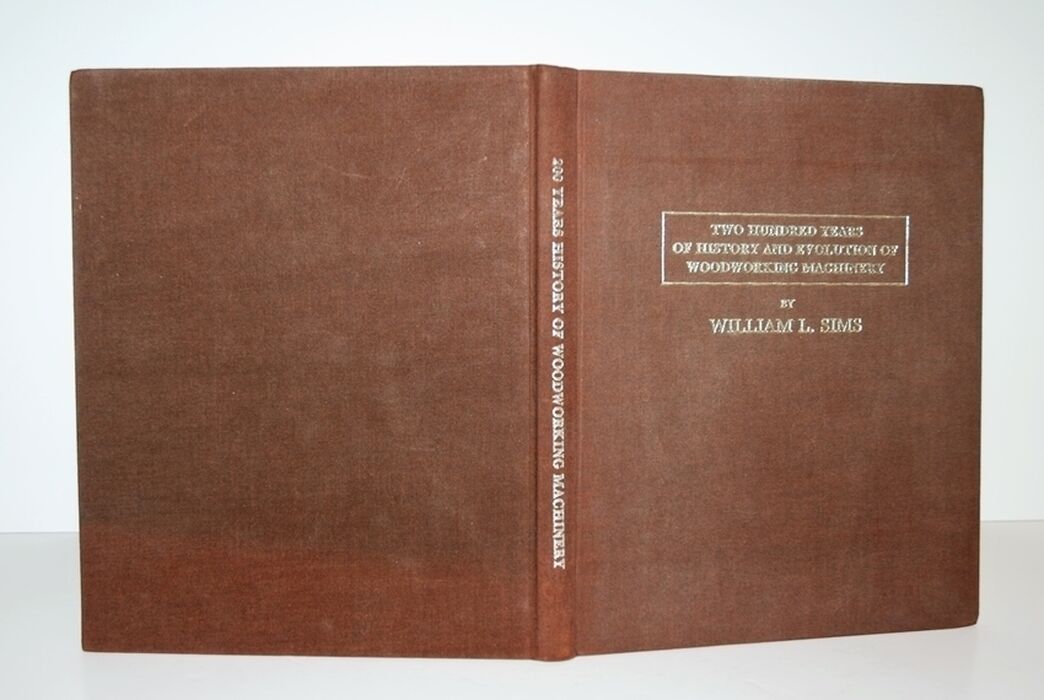 200 YEARS HISTORY OF WOODWORKING MACHINERY
TWO HUNDRED YEARS
OF HISTORY AND EVOLUTION OF
WOODWORKING MACHINERY
BY
WILLIAM L. SIMS